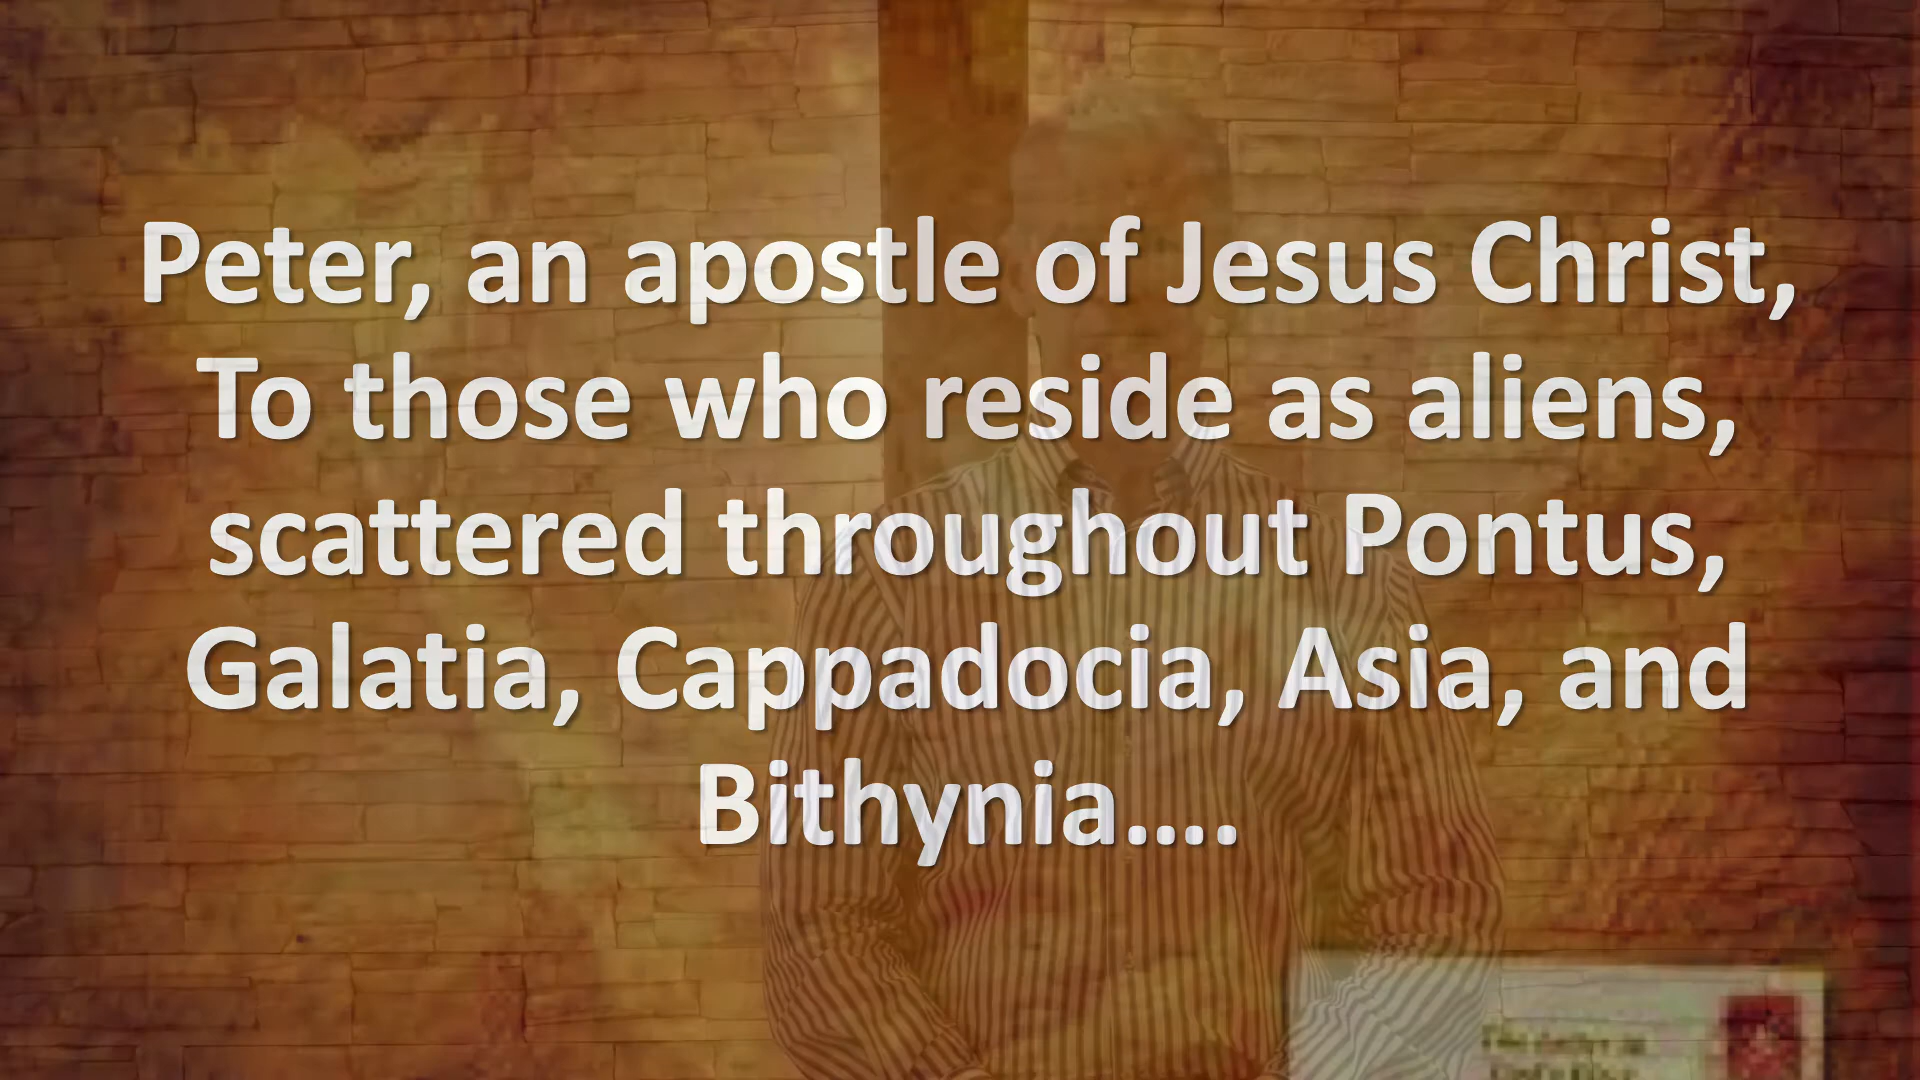 Peter, an apostle of Jesus Christ,
To those who reside as aliens,
scattered throughout Pontus,
Galatia, Cappadocia, Asia, and
Bithynia....